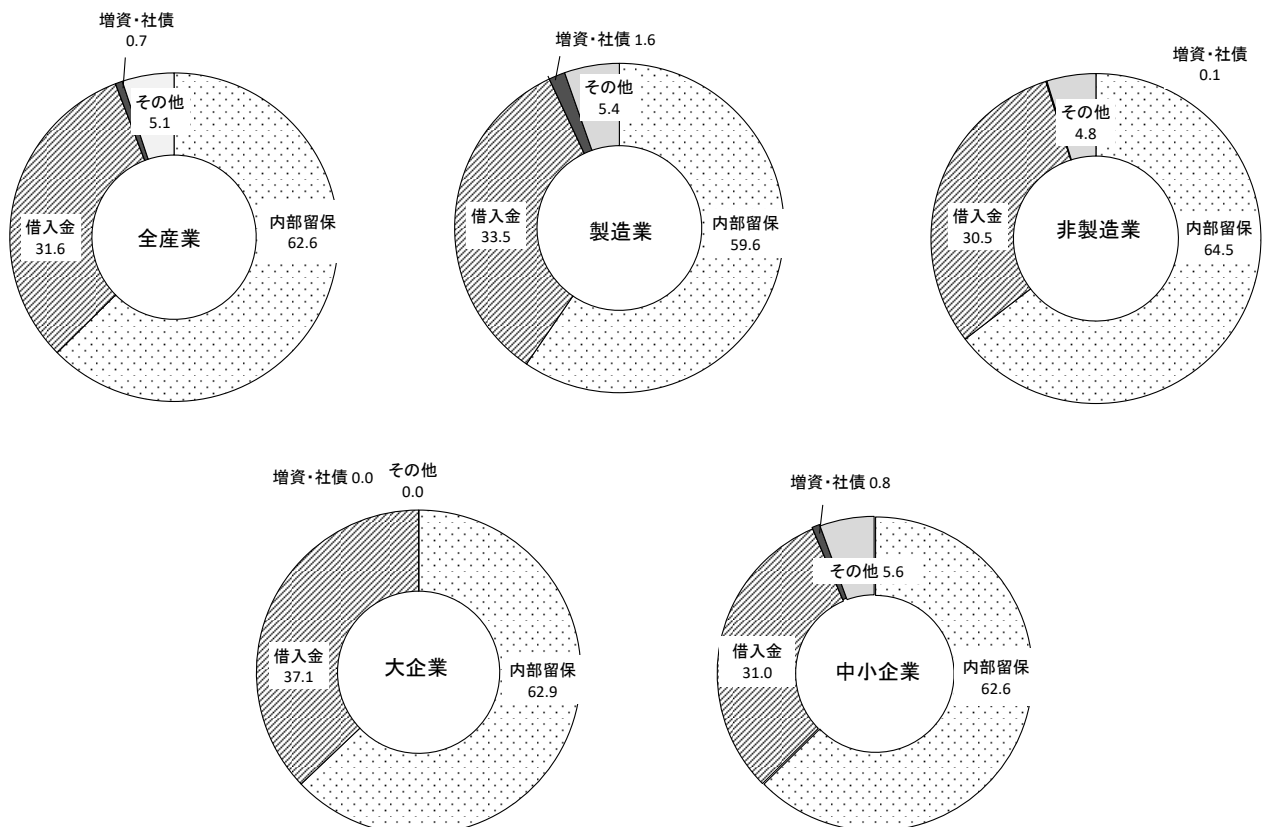 増資・社債
0.7
その他
5.1
借入金
31.6
全産業
内部留保
62.6
増資・社債 1.6
その他
5.4
借入金
33.5
製造業
内部留保
59.6
増資・社債
0.1
その他
4.8
借入金
30.5
非製造業
内部留保
64.5
増資・社債 0.0
その他
0.0
借入金
37.1
大企業
内部留保
62.9
増資・社債 0.8
その他 5.6
借入金
31.0
中小企業
内部留保
62.6